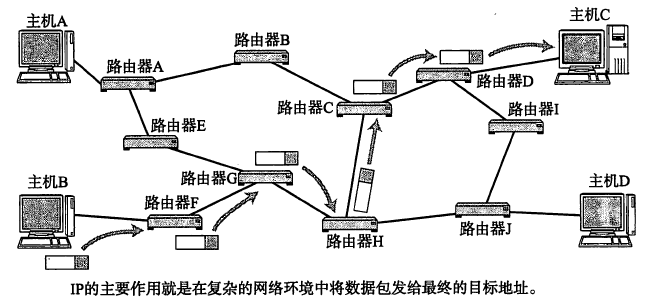 主机A
主机C
路由器B
路由器A
路由器D
路由器C
路由器I
路由器E
路由器G
主机B
主机D
路由器F
路由器J
路由器H
IP的主要作用就是在复杂的网络环境中将数据包发给最终的目标地址。